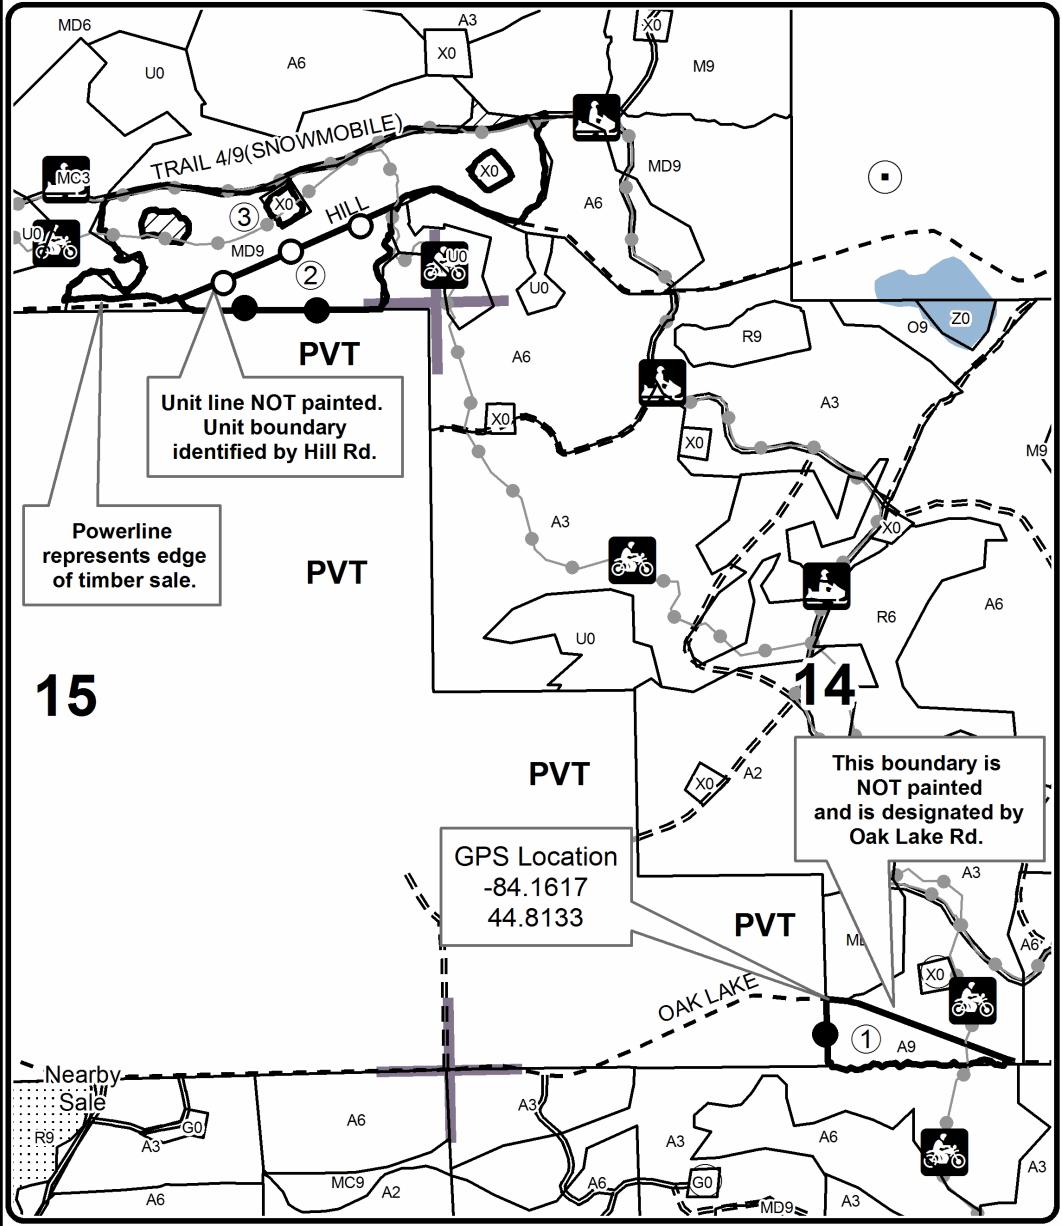 MD6
A3
X0
X0
U0
A6
X0
M9
TRAIL 4/9(SNOWMOBILE)
MC3
X0
MD9
X0
A6
3
HILL
U0
MD9
2
U0
U0
PVT
A6
R9
O9
Z0
Unit line NOT painted.
Unit boundary
identified by Hill Rd.
X0
A3
X0
M9
Powerline
represents edge
of timber sale.
A3
X0
PVT
A6
R6
U0
15
14
PVT
A2
X0
This boundary is
NOT painted
and is designated by
Oak Lake Rd.
GPS Location
-84.1617
44.8133
A3
PVT
A6
X0
OAK LAKE
1
A9
Nearby
Sale
R9
G0
A3
A6
A3
A3
A6
A3
MC9
A2
A6
G0
A6
MD9
A3